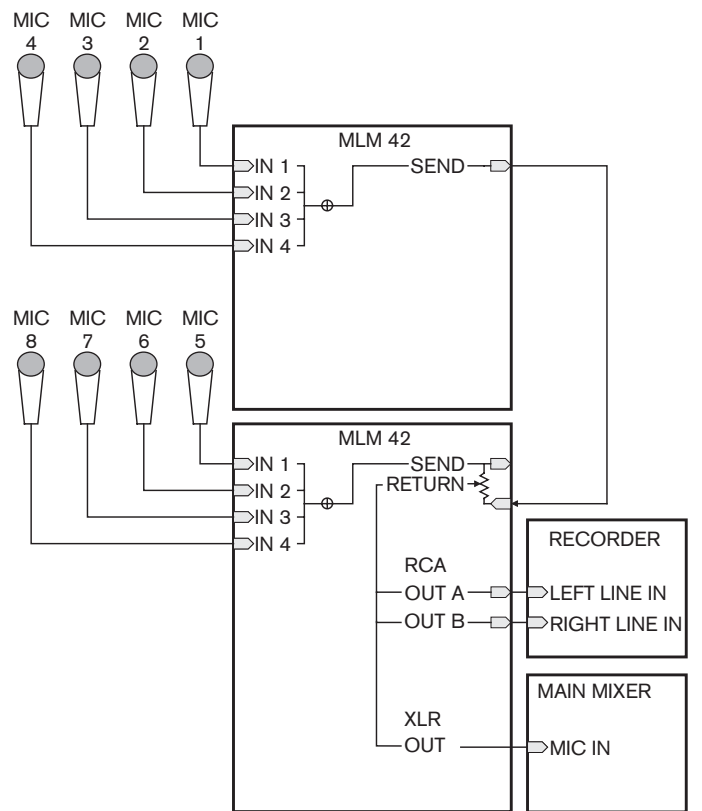 MIC MIC MIC MIC
4 3 2 1
MLM 42
IN 1
SEND
IN 2
IN 3
IN 4
MIC MIC MIC MIC
8 7 6 5
MLM 42
IN 1
SEND
RETURN
IN 2
IN 3
IN 4
RECORDER
RCA
OUT A
LEFT LINE IN
OUT B
RIGHT LINE IN
MAIN MIXER
XLR
OUT
MIC IN